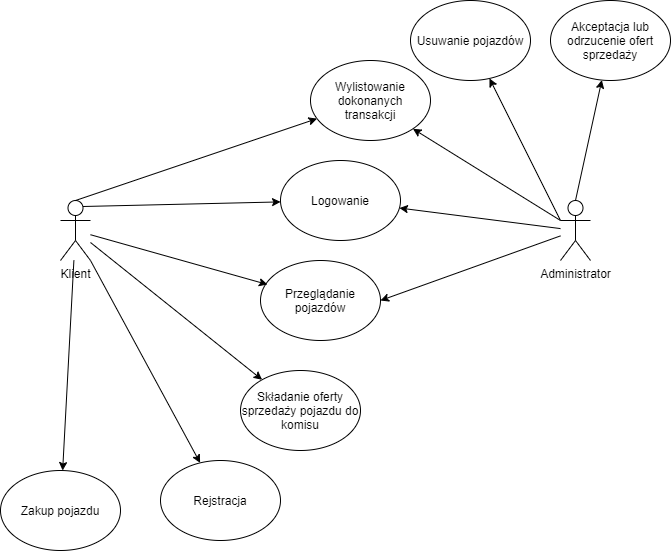 Usuwanie pojazdów
Akceptacja lub
odrzucenie ofert
sprzedaży
Wylistowanie
dokonanych
transakcji
Logowanie
Klient
Administrator
Przeglądanie
pojazdów
Składanie oferty
sprzedaży pojazdu do
komisu
Zakup pojazdu
Rejstracja